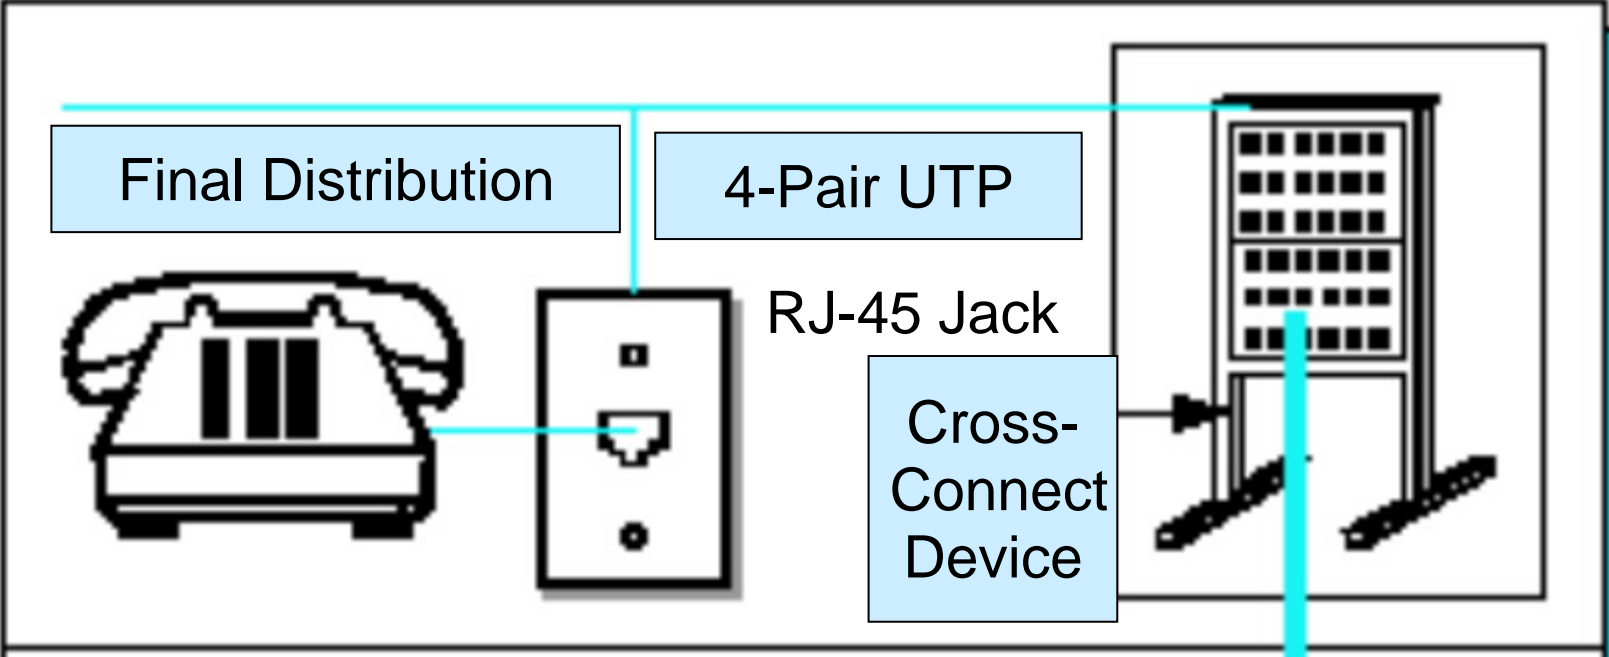 Final Distribution
4-Pair UTP
RJ-45 Jack
Cross-
Connect
Device